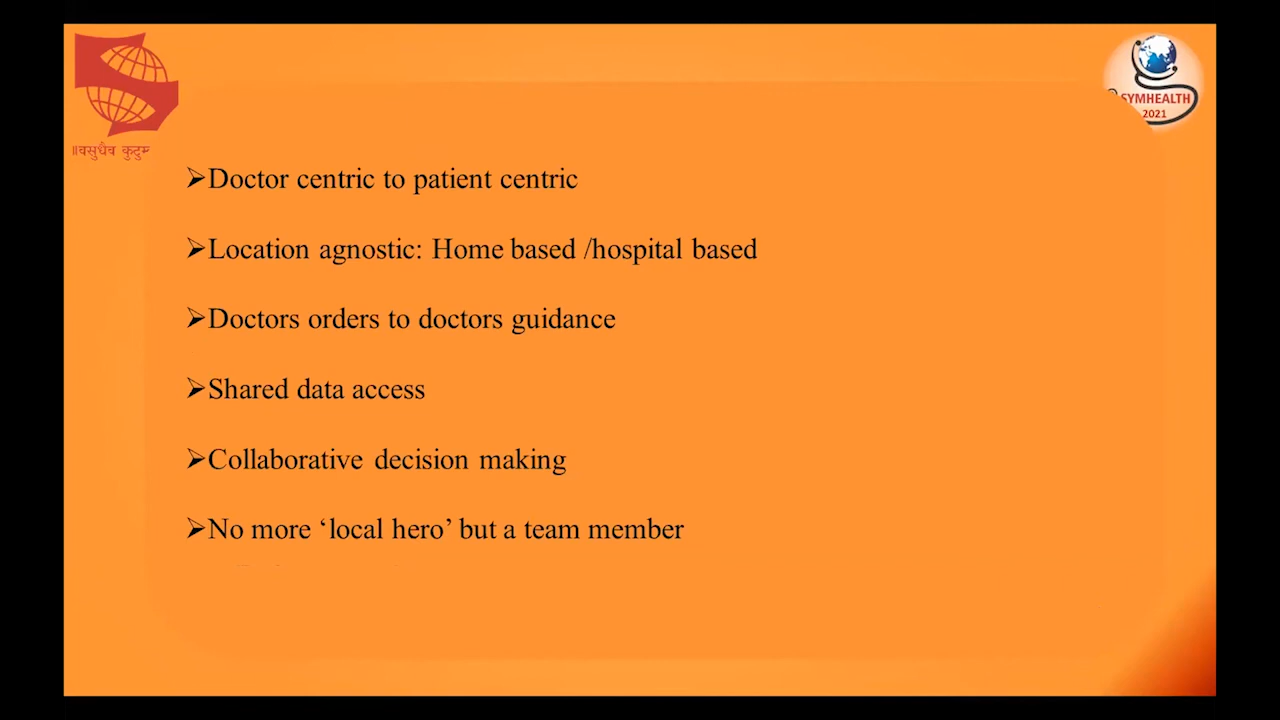 SYMHEALTH
2021
॥वसुधैव कुटुम
➢Doctor centric to patient centric
➢Location agnostic: Home based /hospital based
➢Doctors orders to doctors guidance
➢Shared data access
➢Collaborative decision making
➢No more ‘local hero’ but a team member